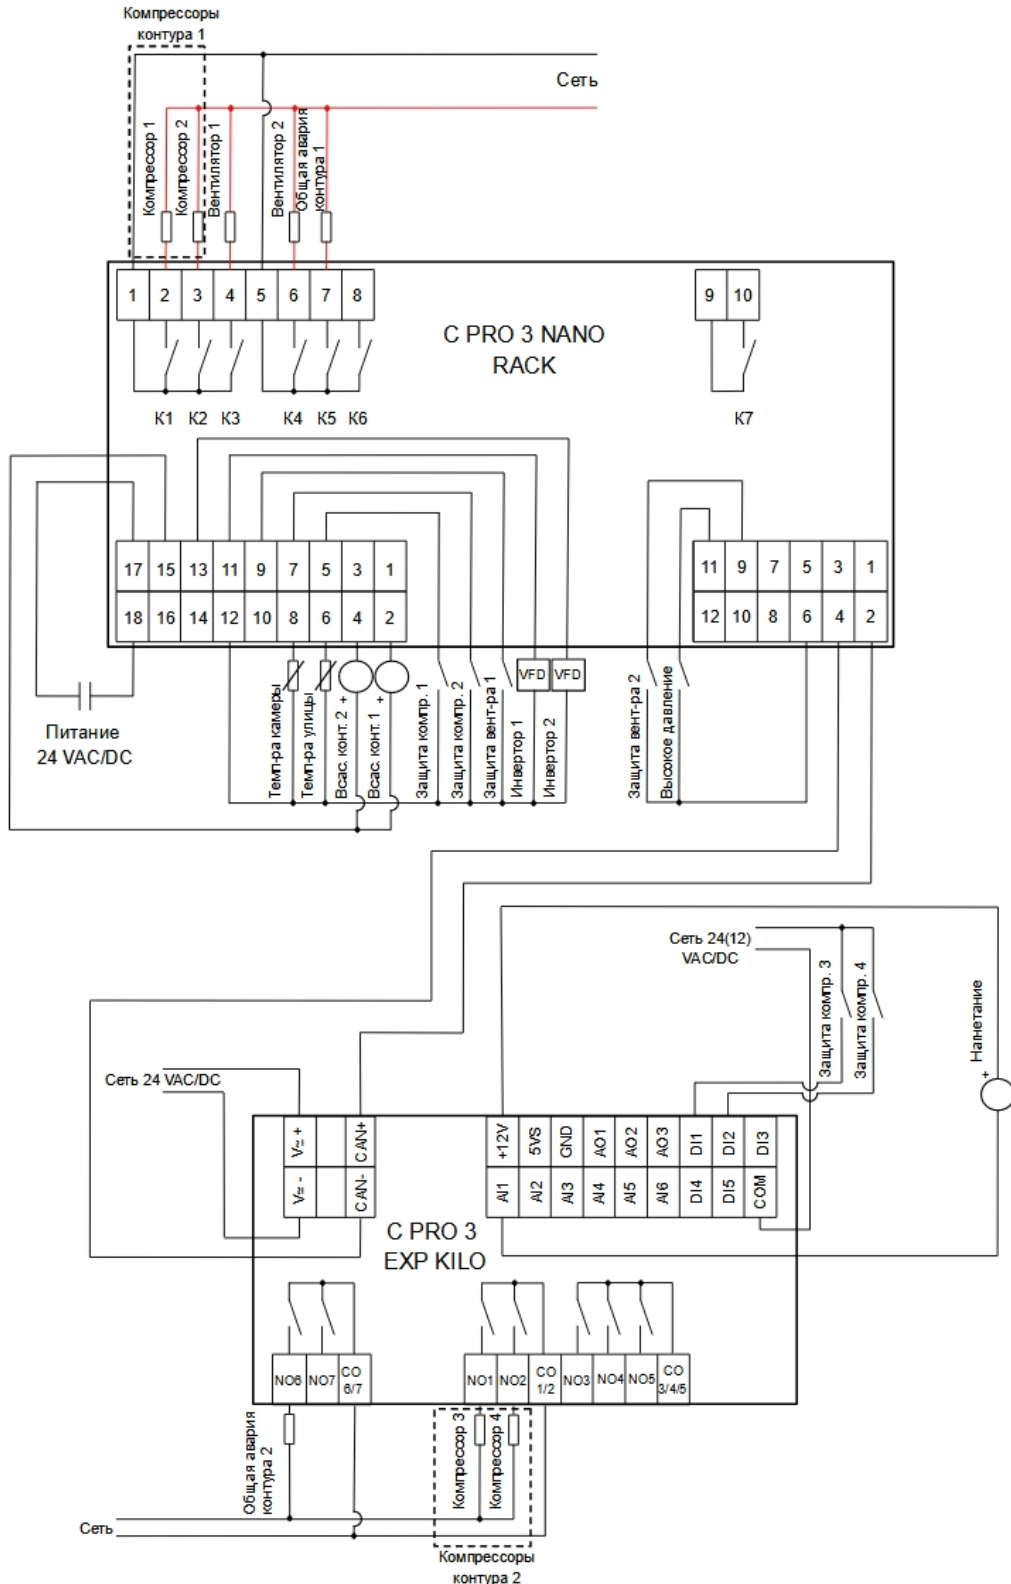 Компрессоры
контура 1
Сеть
Компрессор 1
Компрессор 2
Вентилятор 1
Вентилятор 2
Общая авария
контура 1
1 2 3 4 5 6 7 8
9 10
C PRO 3 NANO
RACK
K1 K2 K3 K4 K5 K6
K7
17 15 13 11 9 7 5 3 1
18 16 14 12 10 8 6 4 2
11 9 7 5 3 1
12 10 8 6 4 2
VFD VFD
Питание
24 VAC/DC
Темп-ра камеры
Темп-ра улицы
Всас. конт. 2 +
Всас. конт. 1 +
Защита компр. 1
Защита компр. 2
Защита вент-ра 1
Инвертор 1
Инвертор 2
Защита вент-ра 2
Высокое давление
Сеть 24(12)
VAC/DC
Защита компр. 3
Защита компр. 4
Нагнетание
+
Сеть 24 VAC/DC
V≃ + CAN+
V≃ - CAN-
+12V 5VS GND AO1 AO2 AO3 DI1 DI2 DI3
AI1 AI2 AI3 AI4 AI5 AI6 DI4 DI5 COM
C PRO 3
EXP KILO
NO6 NO7 CO
6/7
NO1 NO2 CO
1/2
NO3 NO4 NO5 CO
3/4/5
Общая авария
контура 2
Компрессор 3
Компрессор 4
Сеть
Компрессоры
контура 2